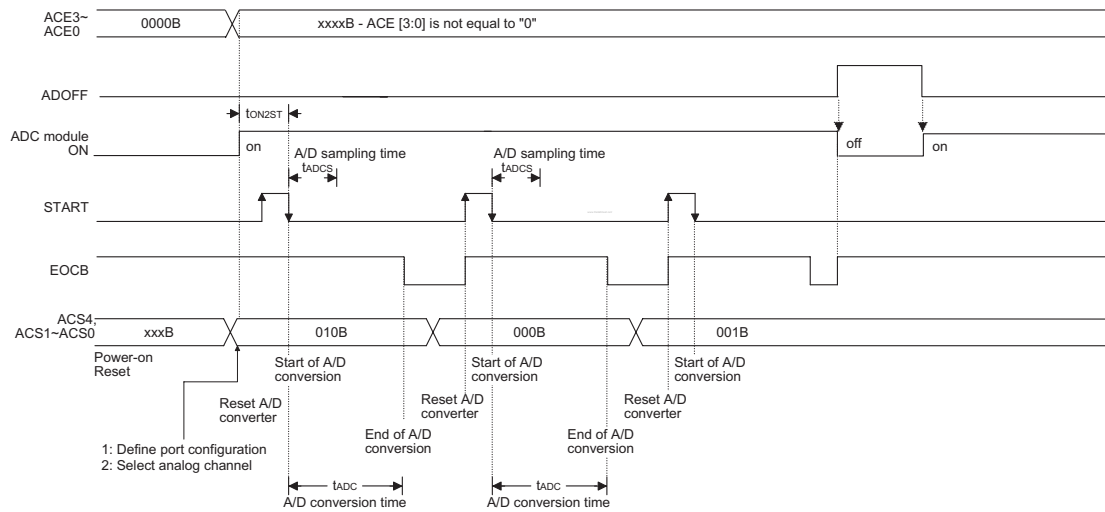 ACE3~
ACE0
0000B
xxxxB - ACE [3:0] is not equal to "0"
ADOFF
tON2ST
ADC module
ON
on
off
on
A/D sampling time
tADCS
A/D sampling time
tADCS
START
EOCB
ACS4,
ACS1~ACS0
xxxB
010B
000B
001B
Power-on
Reset
Start of A/D
conversion
Start of A/D
conversion
Start of A/D
conversion
Reset A/D
converter
Reset A/D
converter
Reset A/D
converter
End of A/D
conversion
End of A/D
conversion
1: Define port configuration
2: Select analog channel
tADC
A/D conversion time
tADC
A/D conversion time